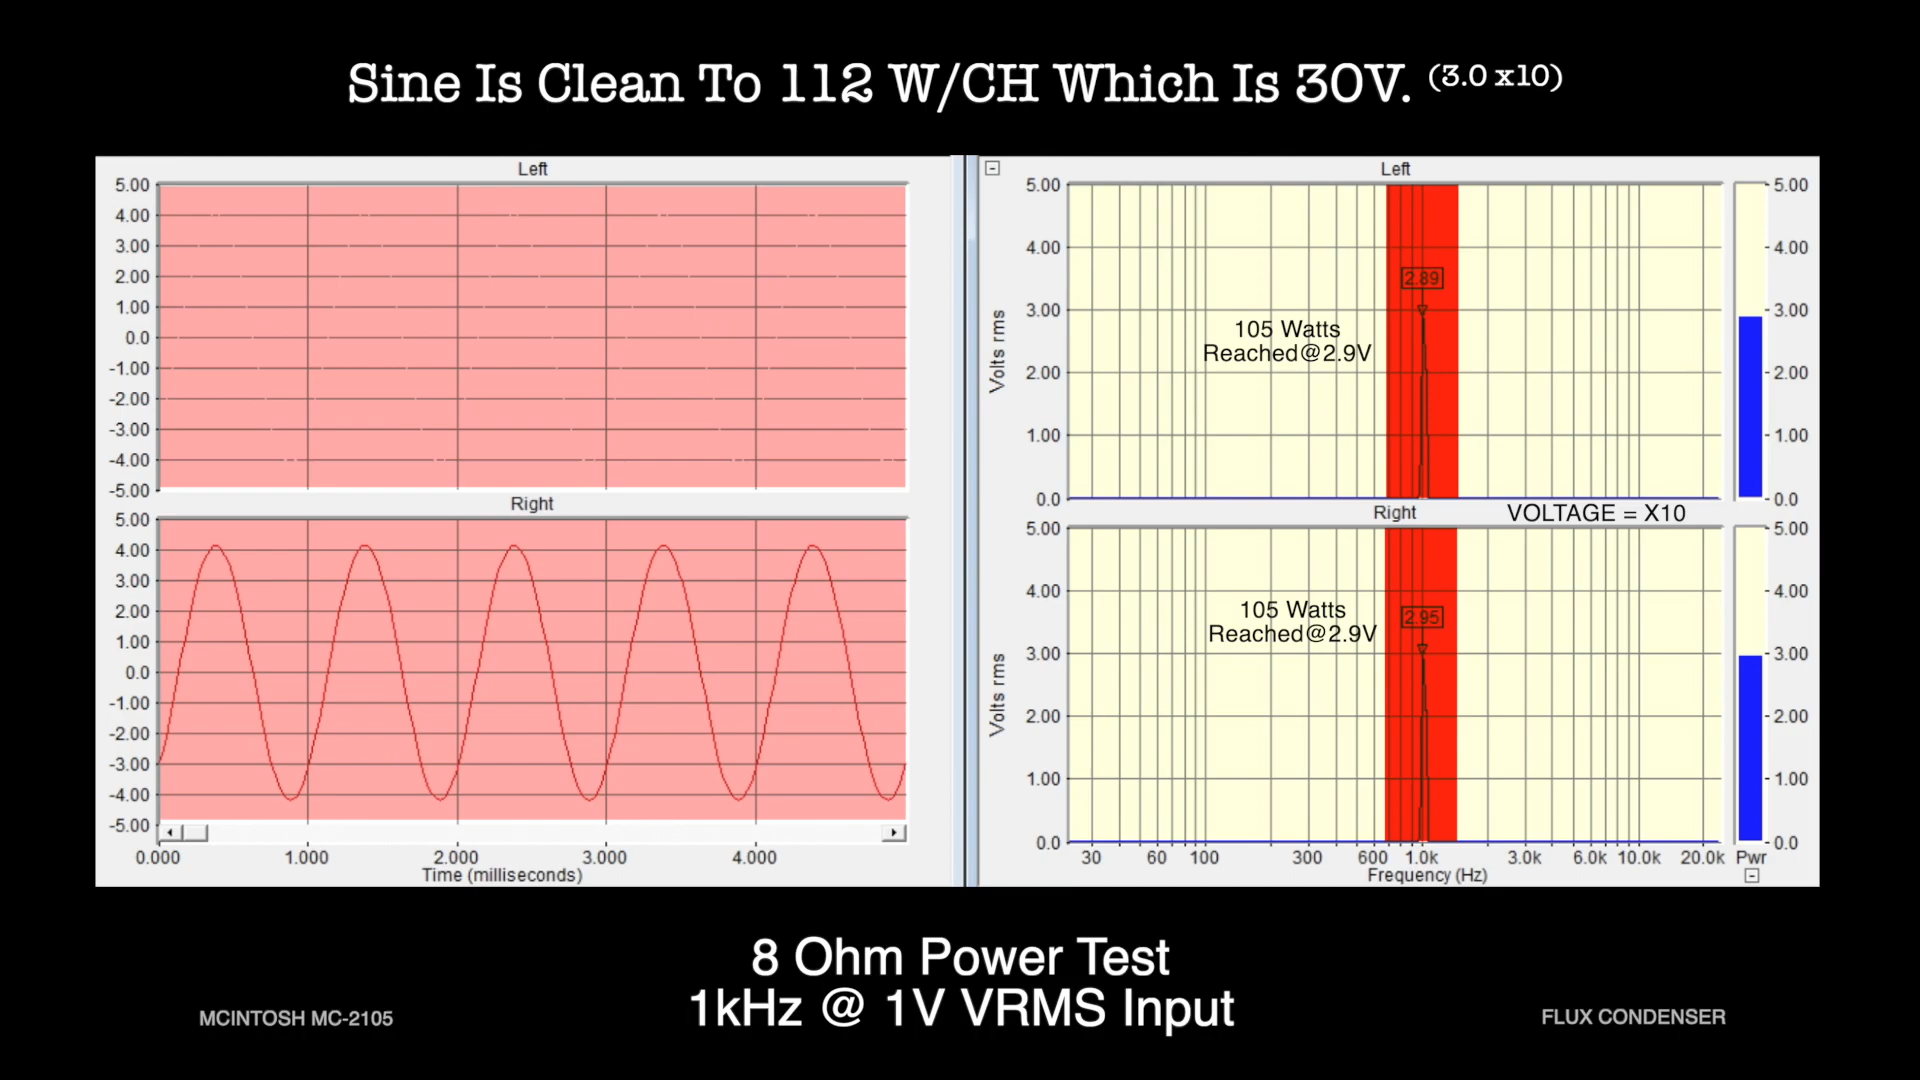 Sine Is Clean To 112 W/CH Which Is 30V. (3.0 x10)
Left
5.00
4.00
3.00
2.00
1.00
0.0
-1.00
-2.00
-3.00
-4.00
-5.00
Right
5.00
4.00
3.00
2.00
1.00
0.0
-1.00
-2.00
-3.00
-4.00
-5.00
0.000 1.000 2.000 3.000 4.000
Time (milliseconds)
Left
5.00 5.00
4.00 4.00
2.89
3.00 3.00
105 Watts
Reached@2.9V
Volts rms
2.00 2.00
1.00 1.00
0.0 0.0
Right VOLTAGE = X10
5.00 5.00
4.00 4.00
105 Watts 2.95
Reached@2.9V
3.00 3.00
Volts rms
2.00 2.00
1.00 1.00
0.0 0.0
30 60 100 300 600 1.0k 3.0k 6.0k 10.0k 20.0k Pwr
Frequency (Hz)
8 Ohm Power Test
1kHz @ 1V VRMS Input
MCINTOSH MC-2105
FLUX CONDENSER